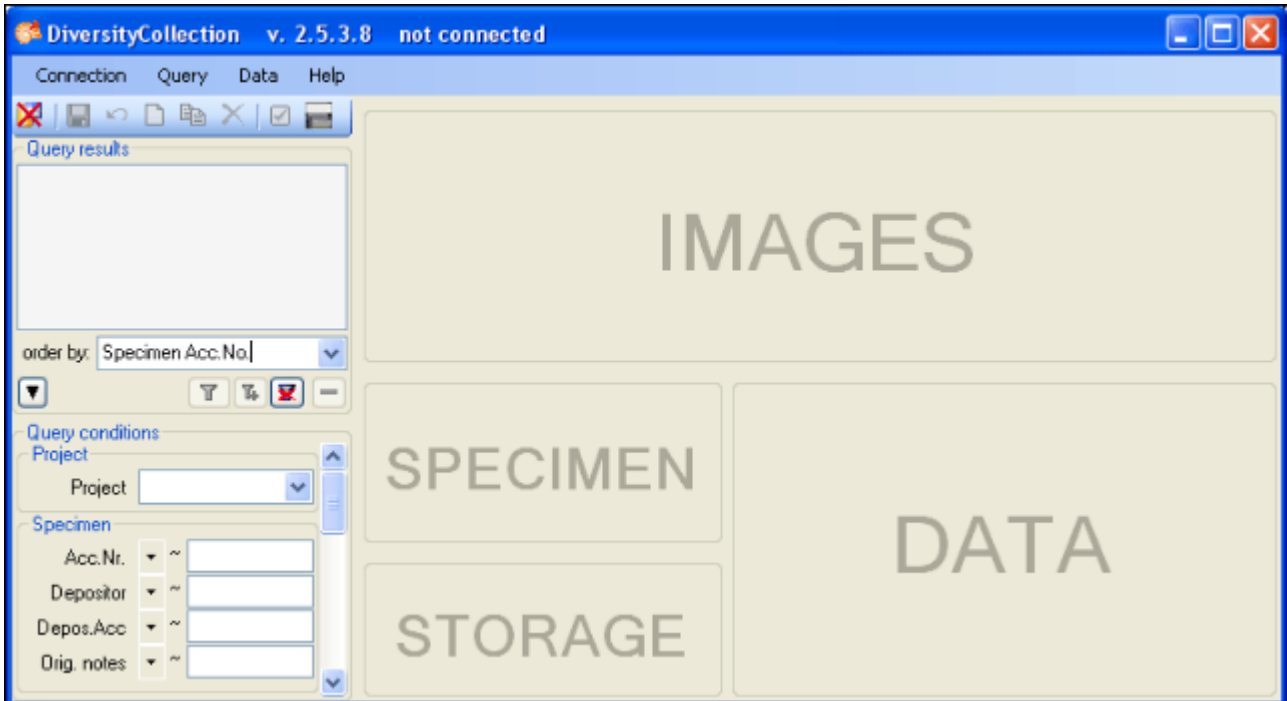 DiversityCollection v. 2.5.3.8 not connected
Connection Query Data Help
Query results
order by: Specimen Acc.No.
Query conditions
Project
Project
Specimen
Acc.Nr. ~
Depositor ~
Depos.Acc ~
Orig. notes ~
IMAGES
SPECIMEN
STORAGE
DATA